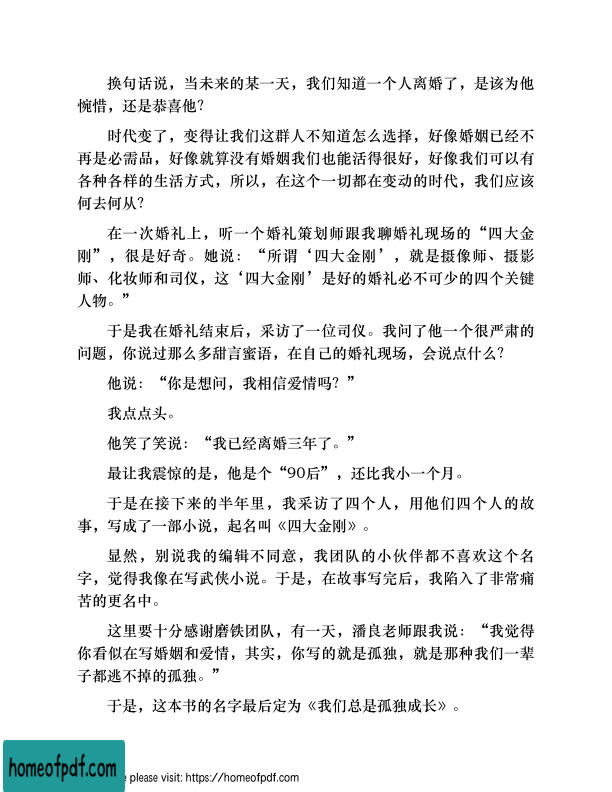 换句话说，当未来的某一天，我们知道一个人离婚了，是该为他
惋惜，还是恭喜他？
时代变了，变得让我们这群人不知道怎么选择，好像婚姻已经不
再是必需品，好像就算没有婚姻我们也能活得很好，好像我们可以有
各种各样的生活方式，所以，在这个一切都在变动的时代，我们应该
何去何从？
在一次婚礼上，听一个婚礼策划师跟我聊婚礼现场的“四大金
刚”，很是好奇。她说：“所谓‘四大金刚’，就是摄像师、摄影
师、化妆师和司仪，这‘四大金刚’是好的婚礼必不可少的四个关键
人物。”
于是我在婚礼结束后，采访了一位司仪。我问了他一个很严肃的
问题，你说过那么多甜言蜜语，在自己的婚礼现场，会说点什么？
他说：“你是想问，我相信爱情吗？”
我点点头。
他笑了笑说：“我已经离婚三年了。”
最让我震惊的是，他是个“90后”，还比我小一个月。
于是在接下来的半年里，我采访了四个人，用他们四个人的故
事，写成了一部小说，起名叫《四大金刚》。
显然，别说我的编辑不同意，我团队的小伙伴都不喜欢这个名
字，觉得我像在写武侠小说。于是，在故事写完后，我陷入了非常痛
苦的更名中。
这里要十分感谢磨铁团队，有一天，潘良老师跟我说：“我觉得
你看似在写婚姻和爱情，其实，你写的就是孤独，就是那种我们一辈
子都逃不掉的孤独。”
于是，这本书的名字最后定为《我们总是孤独成长》。
homeofpdf.com
e please visit: https://homeofpdf.com